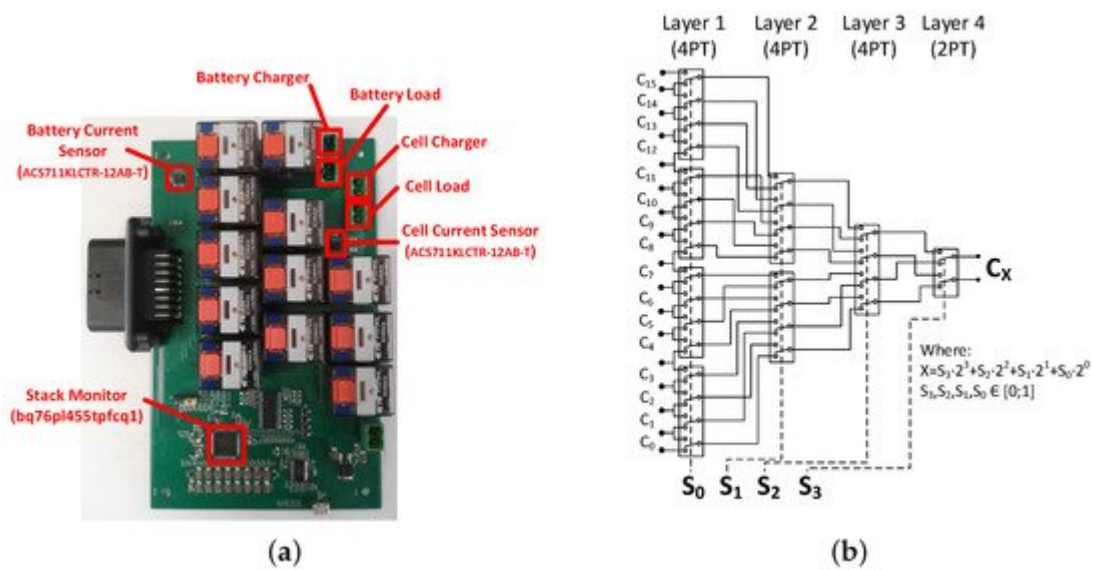 Battery Charger
Battery Load
Battery Current
Sensor
(ACS711KLCTR-12AB-T)
Cell Charger
Cell Load
Cell Current Sensor
(ACS711KLCTR-12AB-T)
Stack Monitor
(bq76pl455tpfcq1)
(a)
(b)
Layer 1
(4PT)
Layer 2
(4PT)
Layer 3
(4PT)
Layer 4
(2PT)
C₁₅
C₁₄
C₁₃
C₁₂
C₁₁
C₁₀
C₉
C₈
C₇
C₆
C₅
C₄
C₃
C₂
C₁
C₀
Cₓ
Where:
X=S₃·2³+S₂·2²+S₁·2¹+S₀·2⁰
S₃,S₂,S₁,S₀ ∈ [0;1]
S₀ S₁ S₂ S₃